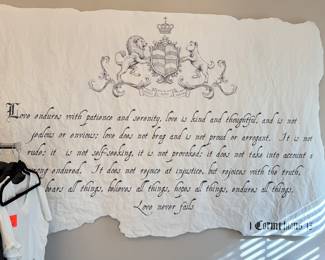 Love endures with patience and serenity, love is kind and thoughtful, and is not
jealous or envious; love does not brag and is not proud or arrogant. It is not
rude; it is not self-seeking, it is not provoked; it does not take into account a
wrong endured. It does not rejoice at injustice, but rejoices with the truth.
bears all things, believes all things, hopes all things, endures all things.
Love never fails
1 Corinthians 13